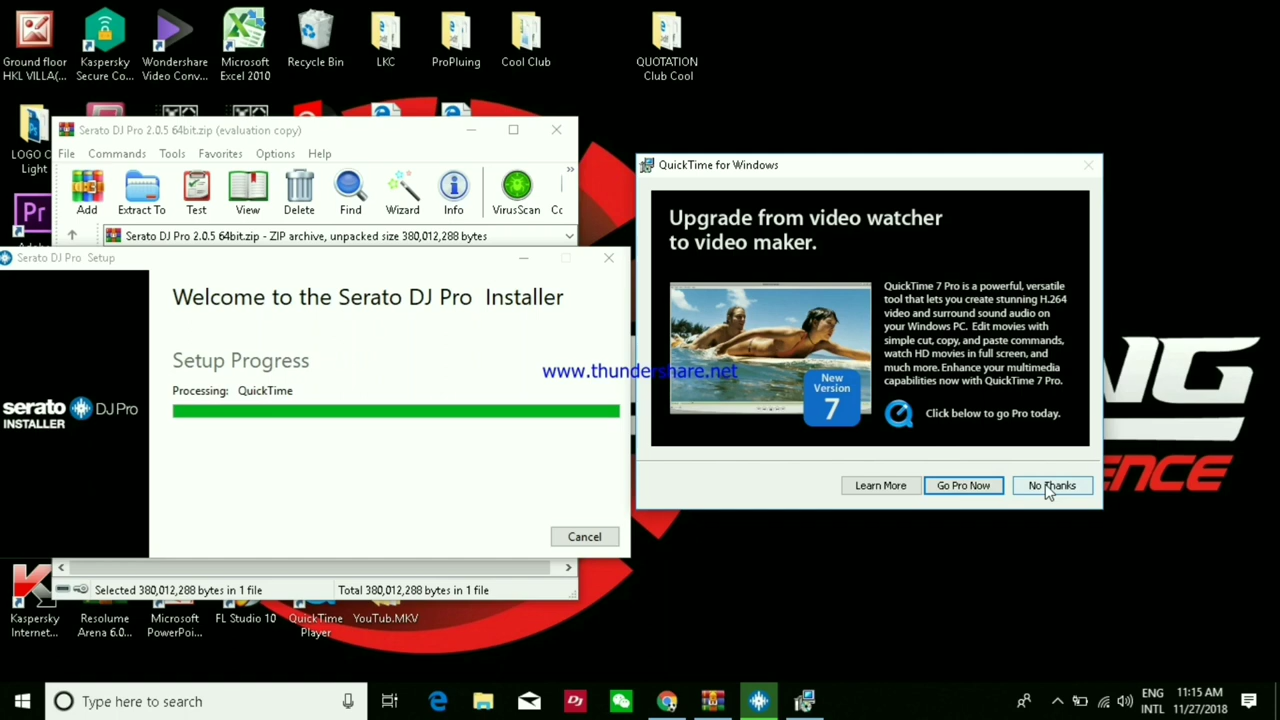 Ground floor
HKL VILLA(...
Kaspersky
Secure Co...
Wondershare
Video Conv...
Microsoft
Excel 2010
Recycle Bin
LKC
ProPluing
Cool Club
QUOTATION
Club Cool
LOGO C
Light
Pr
Serato DJ Pro 2.0.5 64bit.zip (evaluation copy)
File Commands Tools Favorites Options Help
Add
Extract To
Test
View
Delete
Find
Wizard
Info
VirusScan
Serato DJ Pro 2.0.5 64bit.zip - ZIP archive, unpacked size 380,012,288 bytes
Serato DJ Pro Setup
Welcome to the Serato DJ Pro Installer
Setup Progress
Processing: QuickTime
serato DJ Pro
INSTALLER
Cancel
Selected 380,012,288 bytes in 1 file
Total 380,012,288 bytes in 1 file
QuickTime for Windows
Upgrade from video watcher
to video maker.
QuickTime 7 Pro is a powerful, versatile
tool that lets you create stunning H.264
video and surround sound audio on
your Windows PC. Edit movies with
simple cut, copy, and paste commands,
watch HD movies in full screen, and
much more. Enhance your multimedia
capabilities now with QuickTime 7 Pro.
New
Version
7
Click below to go Pro today.
Learn More
Go Pro Now
No Thanks
www.thundershare.net
NG
ENCE
Kaspersky
Internet...
Resolume
Arena 6.0...
Microsoft
PowerPoi...
FL Studio 10
QuickTime
Player
YouTub.MKV
Type here to search
ENG
INTL
11:15 AM
11/27/2018